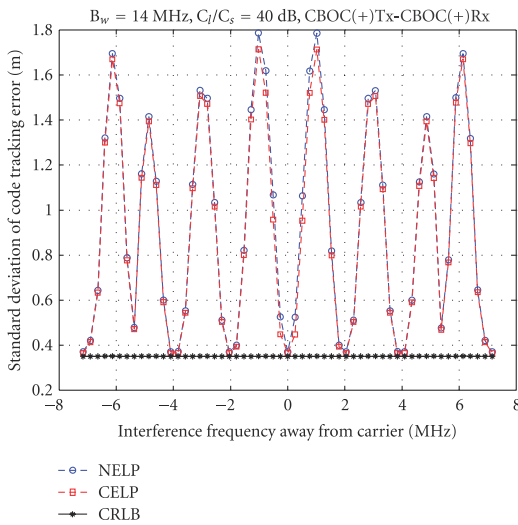 B_w = 14 MHz, C_l/C_s = 40 dB, CBOC(+)Tx-CBOC(+)Rx
Standard deviation of code tracking error (m)
1.8
1.6
1.4
1.2
1
0.8
0.6
0.4
0.2
−8 −6 −4 −2 0 2 4 6 8
Interference frequency away from carrier (MHz)
NELP
CELP
CRLB